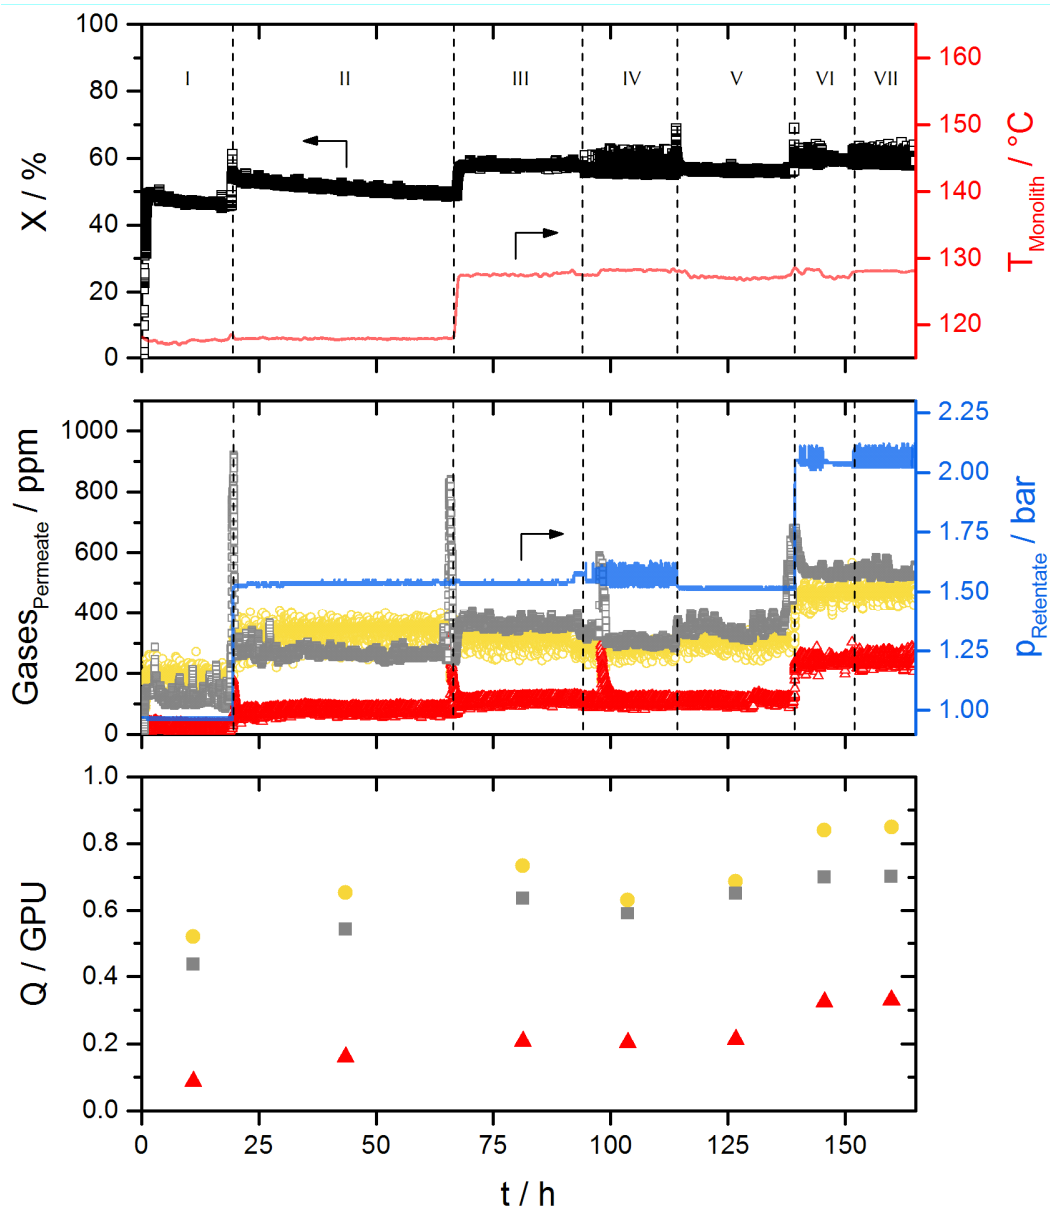 100
80
60
40
20
0
X / %
I
II
III
IV
V
VI
VII
160
150
140
130
120
T_Monolith / °C
1000
800
600
400
200
0
Gases_Permeate / ppm
2.25
2.00
1.75
1.50
1.25
1.00
p_Retentate / bar
1.0
0.8
0.6
0.4
0.2
0.0
Q / GPU
0 25 50 75 100 125 150
t / h